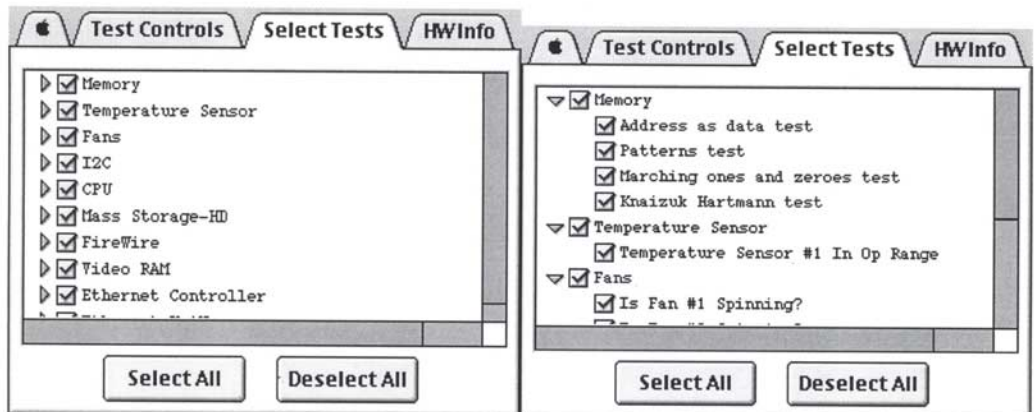 Test Controls Select Tests HWInfo
Memory
Temperature Sensor
Fans
I2C
CPU
Mass Storage-HD
FireWire
Video RAM
Ethernet Controller
Select All Deselect All
Test Controls Select Tests HWInfo
Memory
Address as data test
Patterns test
Marching ones and zeroes test
Knaizuk Hartmann test
Temperature Sensor
Temperature Sensor #1 In Op Range
Fans
Is Fan #1 Spinning?
Select All Deselect All